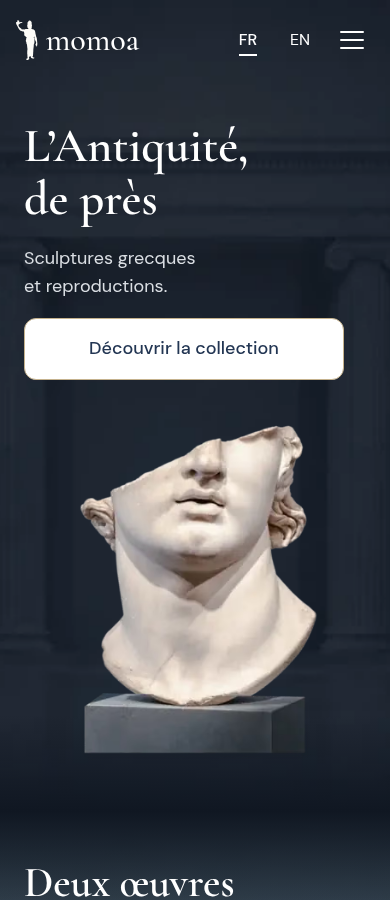 momoa
FR
EN
L’Antiquité,
de près
Sculptures grecques
et reproductions.
Découvrir la collection
Deux œuvres